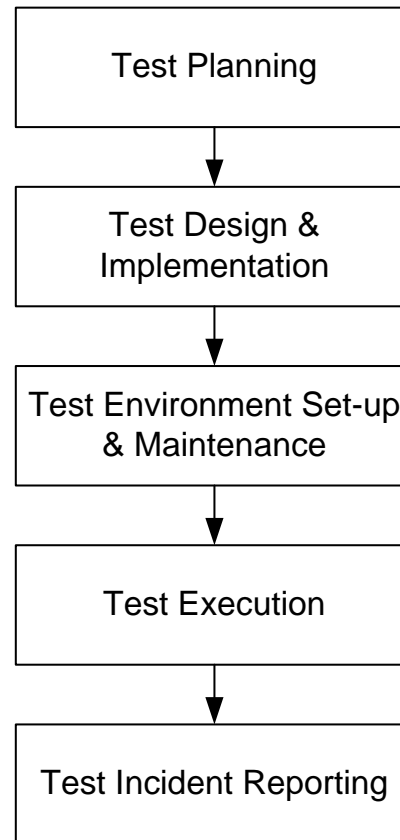 Test Planning
Test Design &
Implementation
Test Environment Set-up
& Maintenance
Test Execution
Test Incident Reporting